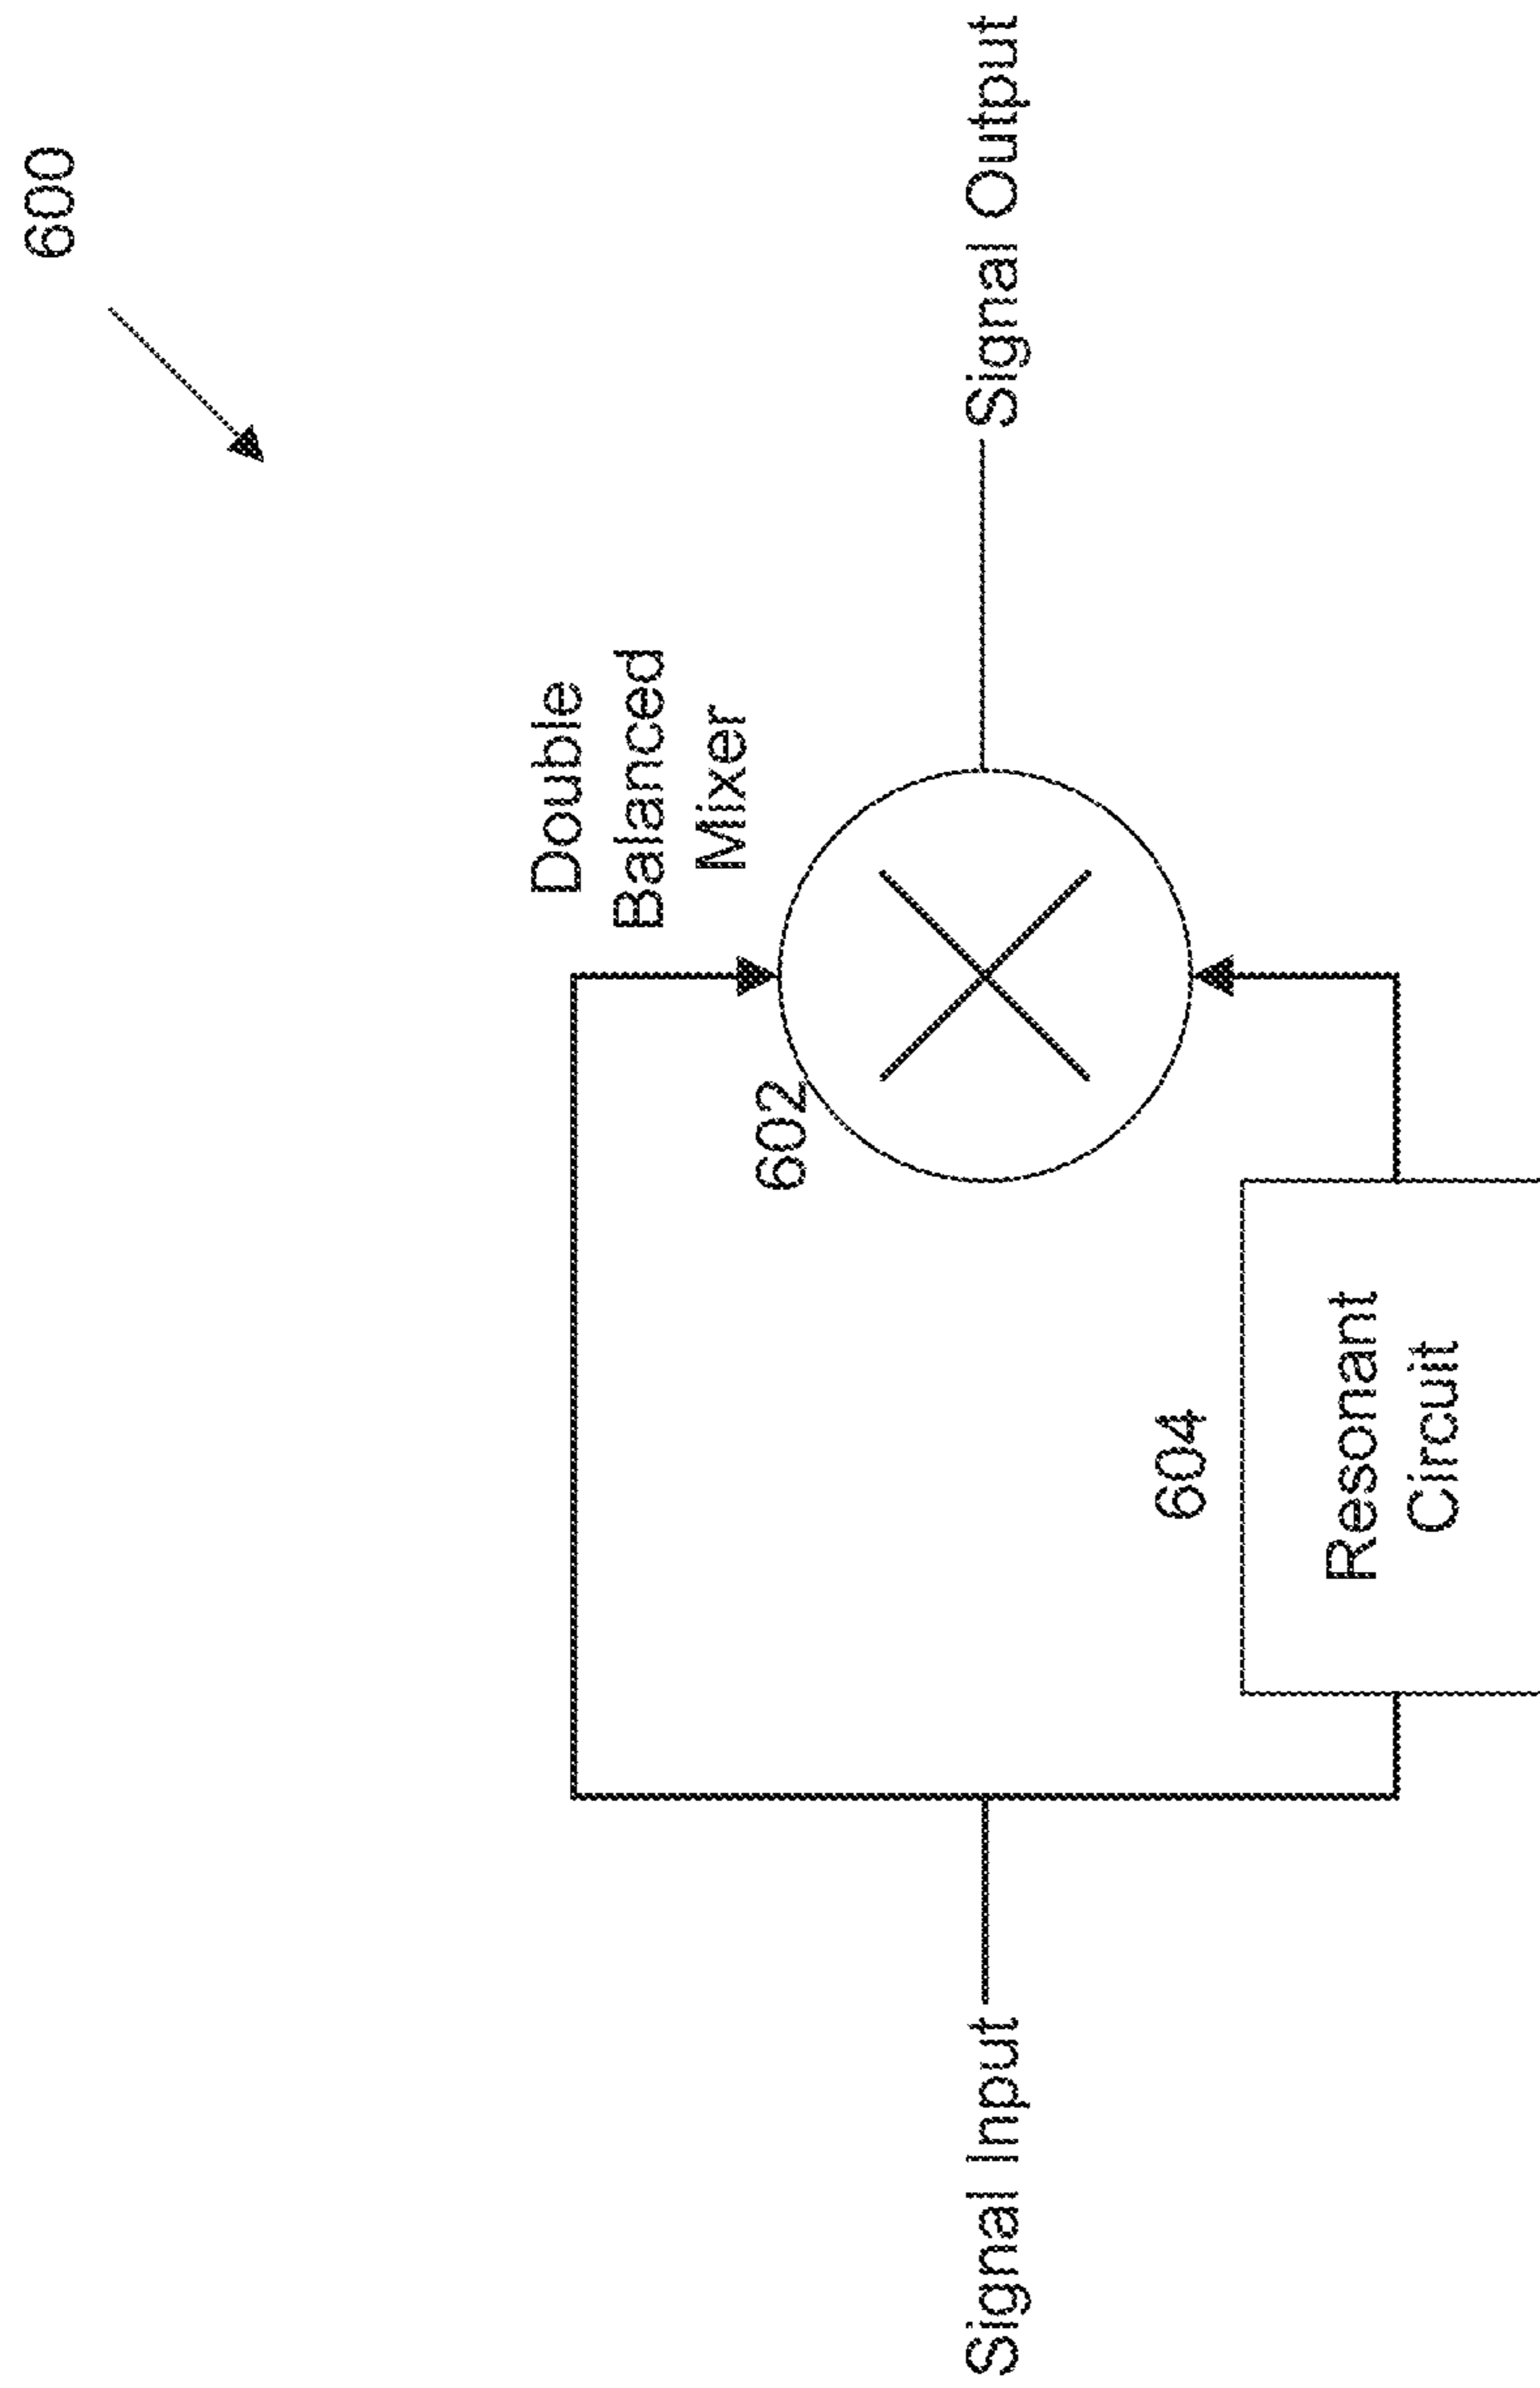 600
Double
Balanced
Mixer
602
Signal Input
Signal Output
604
Resonant
Circuit